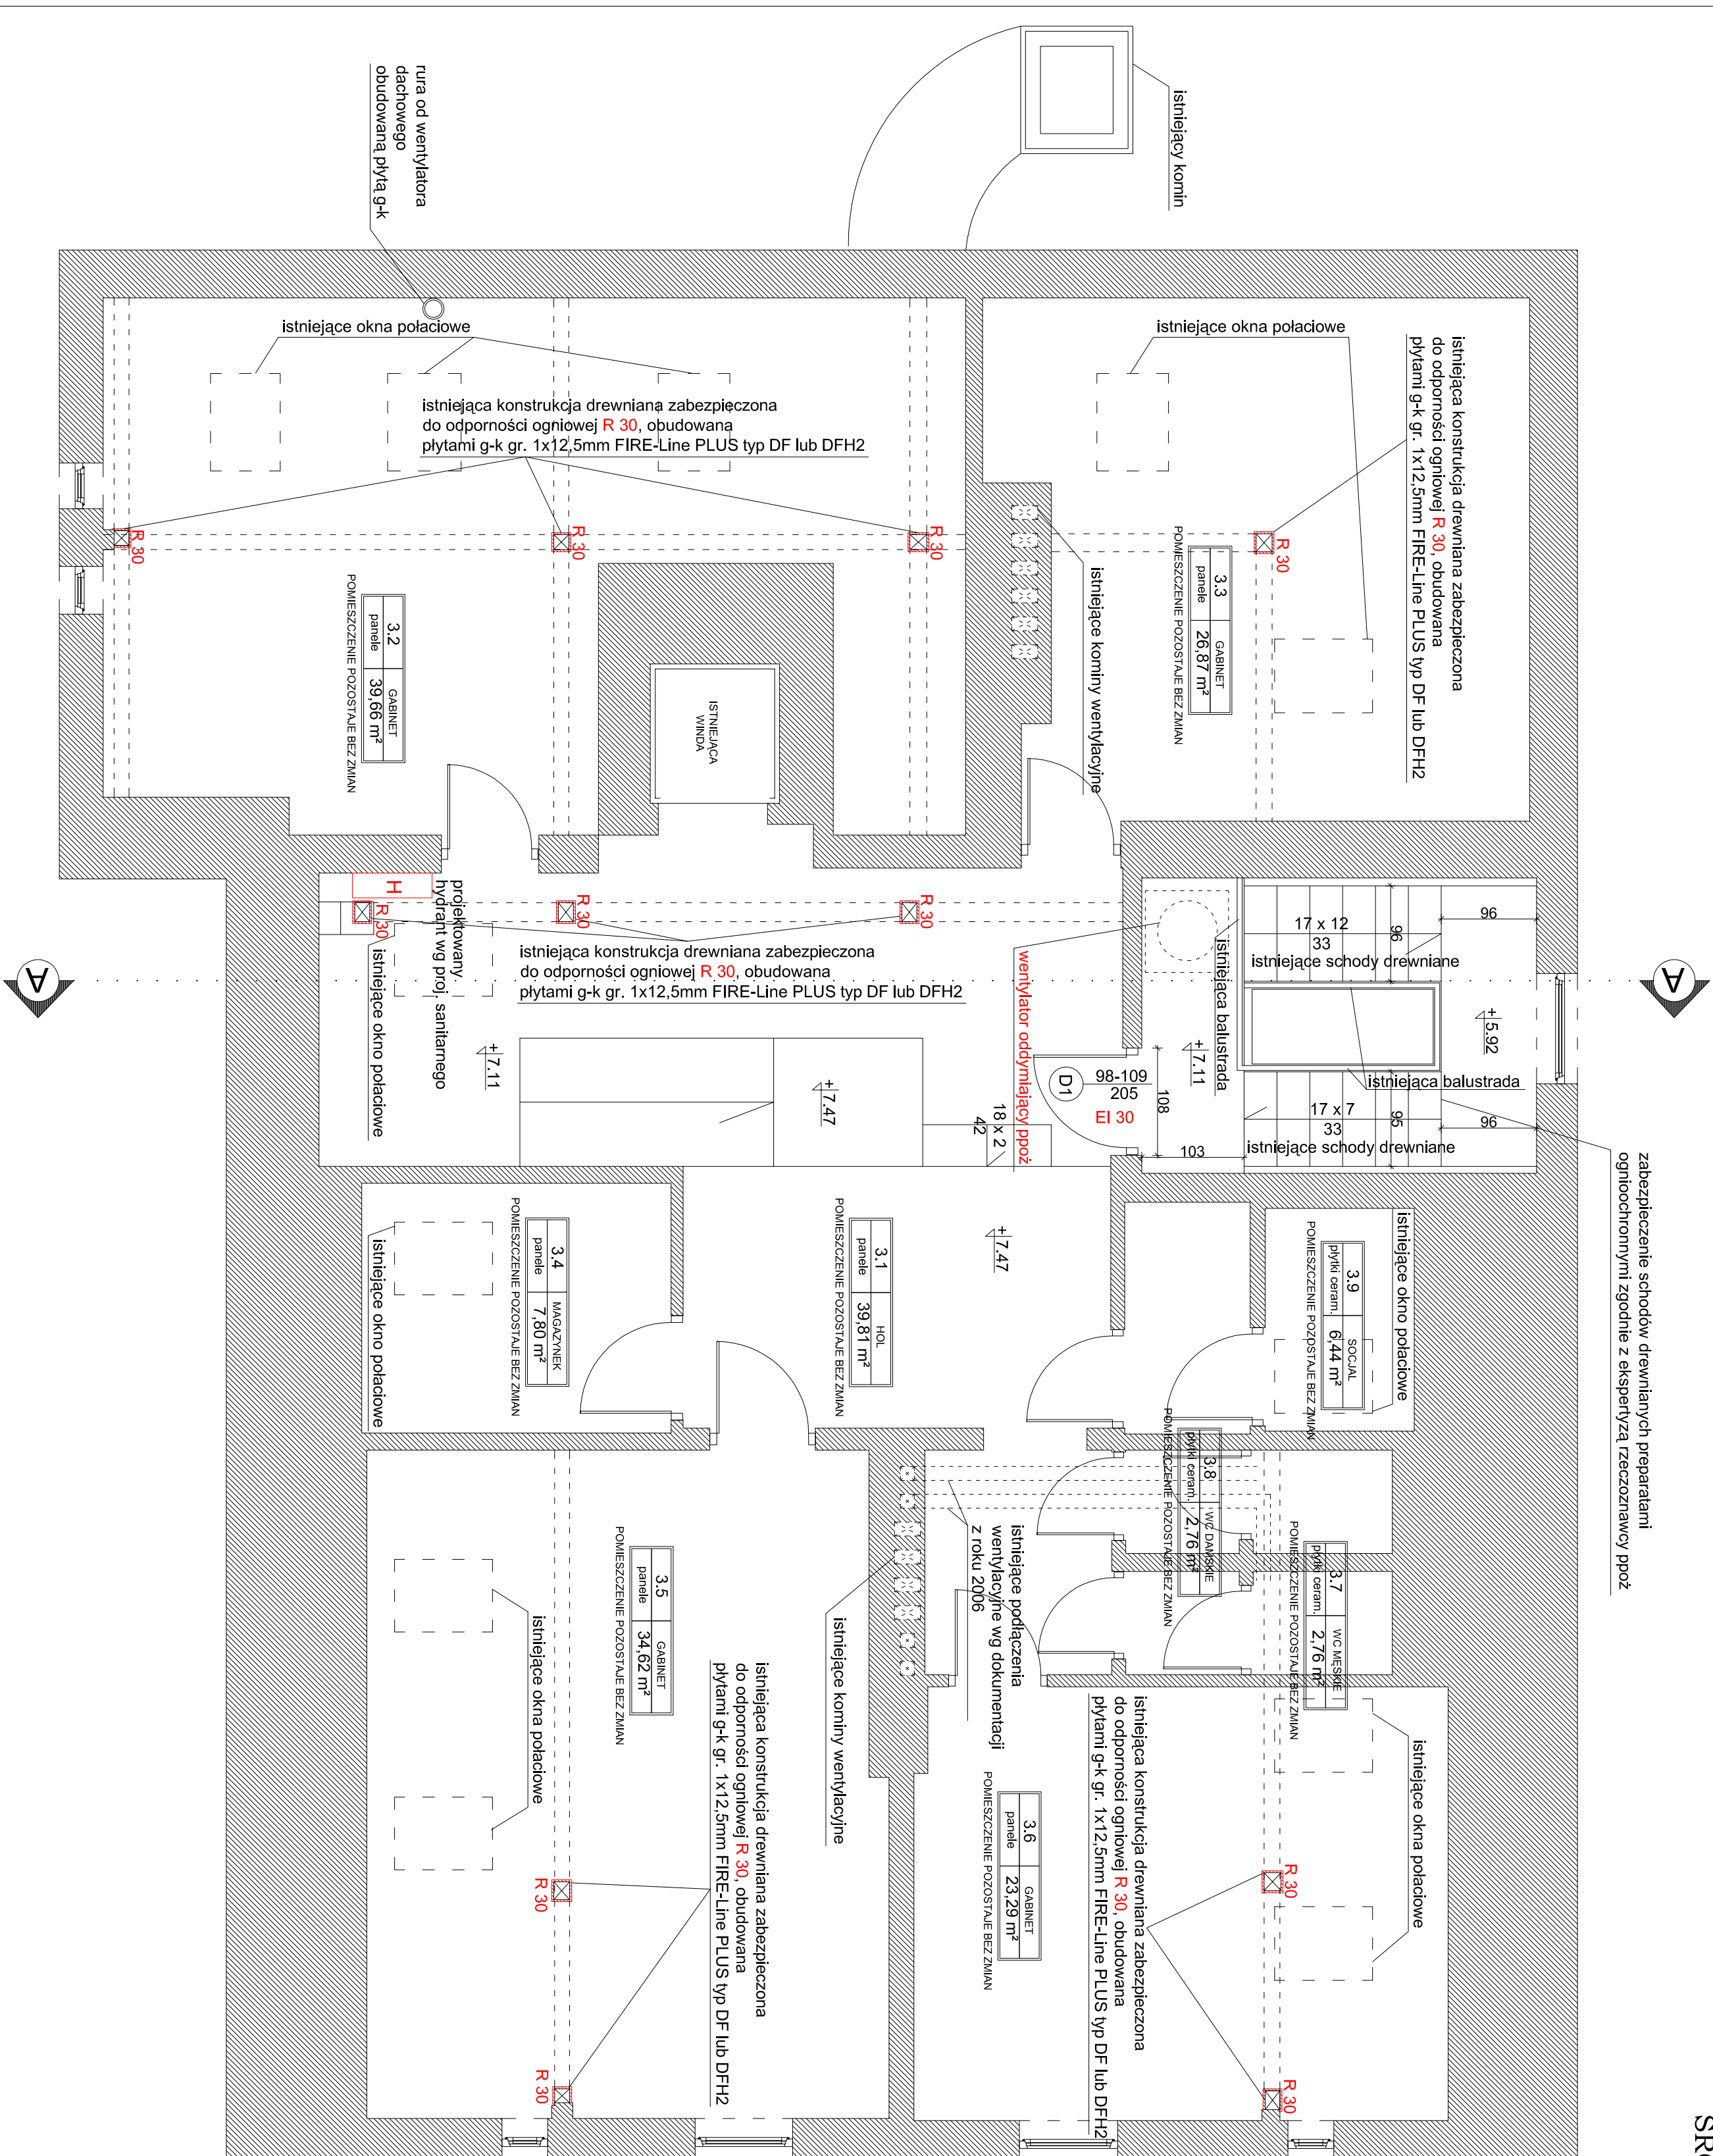 istniejący komin
rura od wentylatora
dachowego
obudowaną płytą g-k
istniejące okna połaciowe
istniejąca konstrukcja drewniana zabezpieczona
do odporności ogniowej R 30, obudowana
płytami g-k gr. 1x12,5mm FIRE-Line PLUS typ DF lub DFH2
R 30
R 30
R 30
3.2
GABINET
panele
39,66 m²
POMIESZCZENIE POZOSTAJE BEZ ZMIAN
ISTNIEJĄCA
WINDA
istniejące okna połaciowe
istniejąca konstrukcja drewniana zabezpieczona
do odporności ogniowej R 30, obudowana
płytami g-k gr. 1x12,5mm FIRE-Line PLUS typ DF lub DFH2
R 30
3.3
GABINET
panele
26,87 m²
POMIESZCZENIE POZOSTAJE BEZ ZMIAN
istniejące kominy wentylacyjne
H
projektowany
hydrant wg proj. sanitarnego
R 30
R 30
R 30
istniejąca konstrukcja drewniana zabezpieczona
do odporności ogniowej R 30, obudowana
płytami g-k gr. 1x12,5mm FIRE-Line PLUS typ DF lub DFH2
istniejące okno połaciowe
+7.11
+7.47
18 x 2
42
wentylator oddymiający ppoż
D1
98-109
205
EI 30
108
103
+7.11
istniejąca balustrada
17 x 12
33
istniejące schody drewniane
96
96
+5.92
istniejąca balustrada
17 x 7
33
istniejące schody drewniane
95
96
A
A
zabezpieczenie schodów drewnianych preparatami
ogniochronnymi zgodnie z ekspertyzą rzeczoznawcy ppoż
3.4
MAGAZYNEK
panele
7,80 m²
POMIESZCZENIE POZOSTAJE BEZ ZMIAN
istniejące okno połaciowe
3.1
HOL
panele
39,81 m²
POMIESZCZENIE POZOSTAJE BEZ ZMIAN
+7.47
3.9
SOCJAL
płytki ceram.
6,44 m²
POMIESZCZENIE POZOSTAJE BEZ ZMIAN
istniejące okno połaciowe
3.8
WC DAMSKIE
płytki ceram.
2,76 m²
POMIESZCZENIE POZOSTAJE BEZ ZMIAN
3.7
WC MĘSKIE
płytki ceram.
2,76 m²
POMIESZCZENIE POZOSTAJE BEZ ZMIAN
istniejące podłączenia
wentylacyjne wg dokumentacji
z roku 2006
istniejące kominy wentylacyjne
3.5
GABINET
panele
34,62 m²
POMIESZCZENIE POZOSTAJE BEZ ZMIAN
istniejące okna połaciowe
istniejąca konstrukcja drewniana zabezpieczona
do odporności ogniowej R 30, obudowana
płytami g-k gr. 1x12,5mm FIRE-Line PLUS typ DF lub DFH2
R 30
R 30
3.6
GABINET
panele
23,29 m²
POMIESZCZENIE POZOSTAJE BEZ ZMIAN
istniejąca konstrukcja drewniana zabezpieczona
do odporności ogniowej R 30, obudowana
płytami g-k gr. 1x12,5mm FIRE-Line PLUS typ DF lub DFH2
R 30
R 30
istniejące okna połaciowe